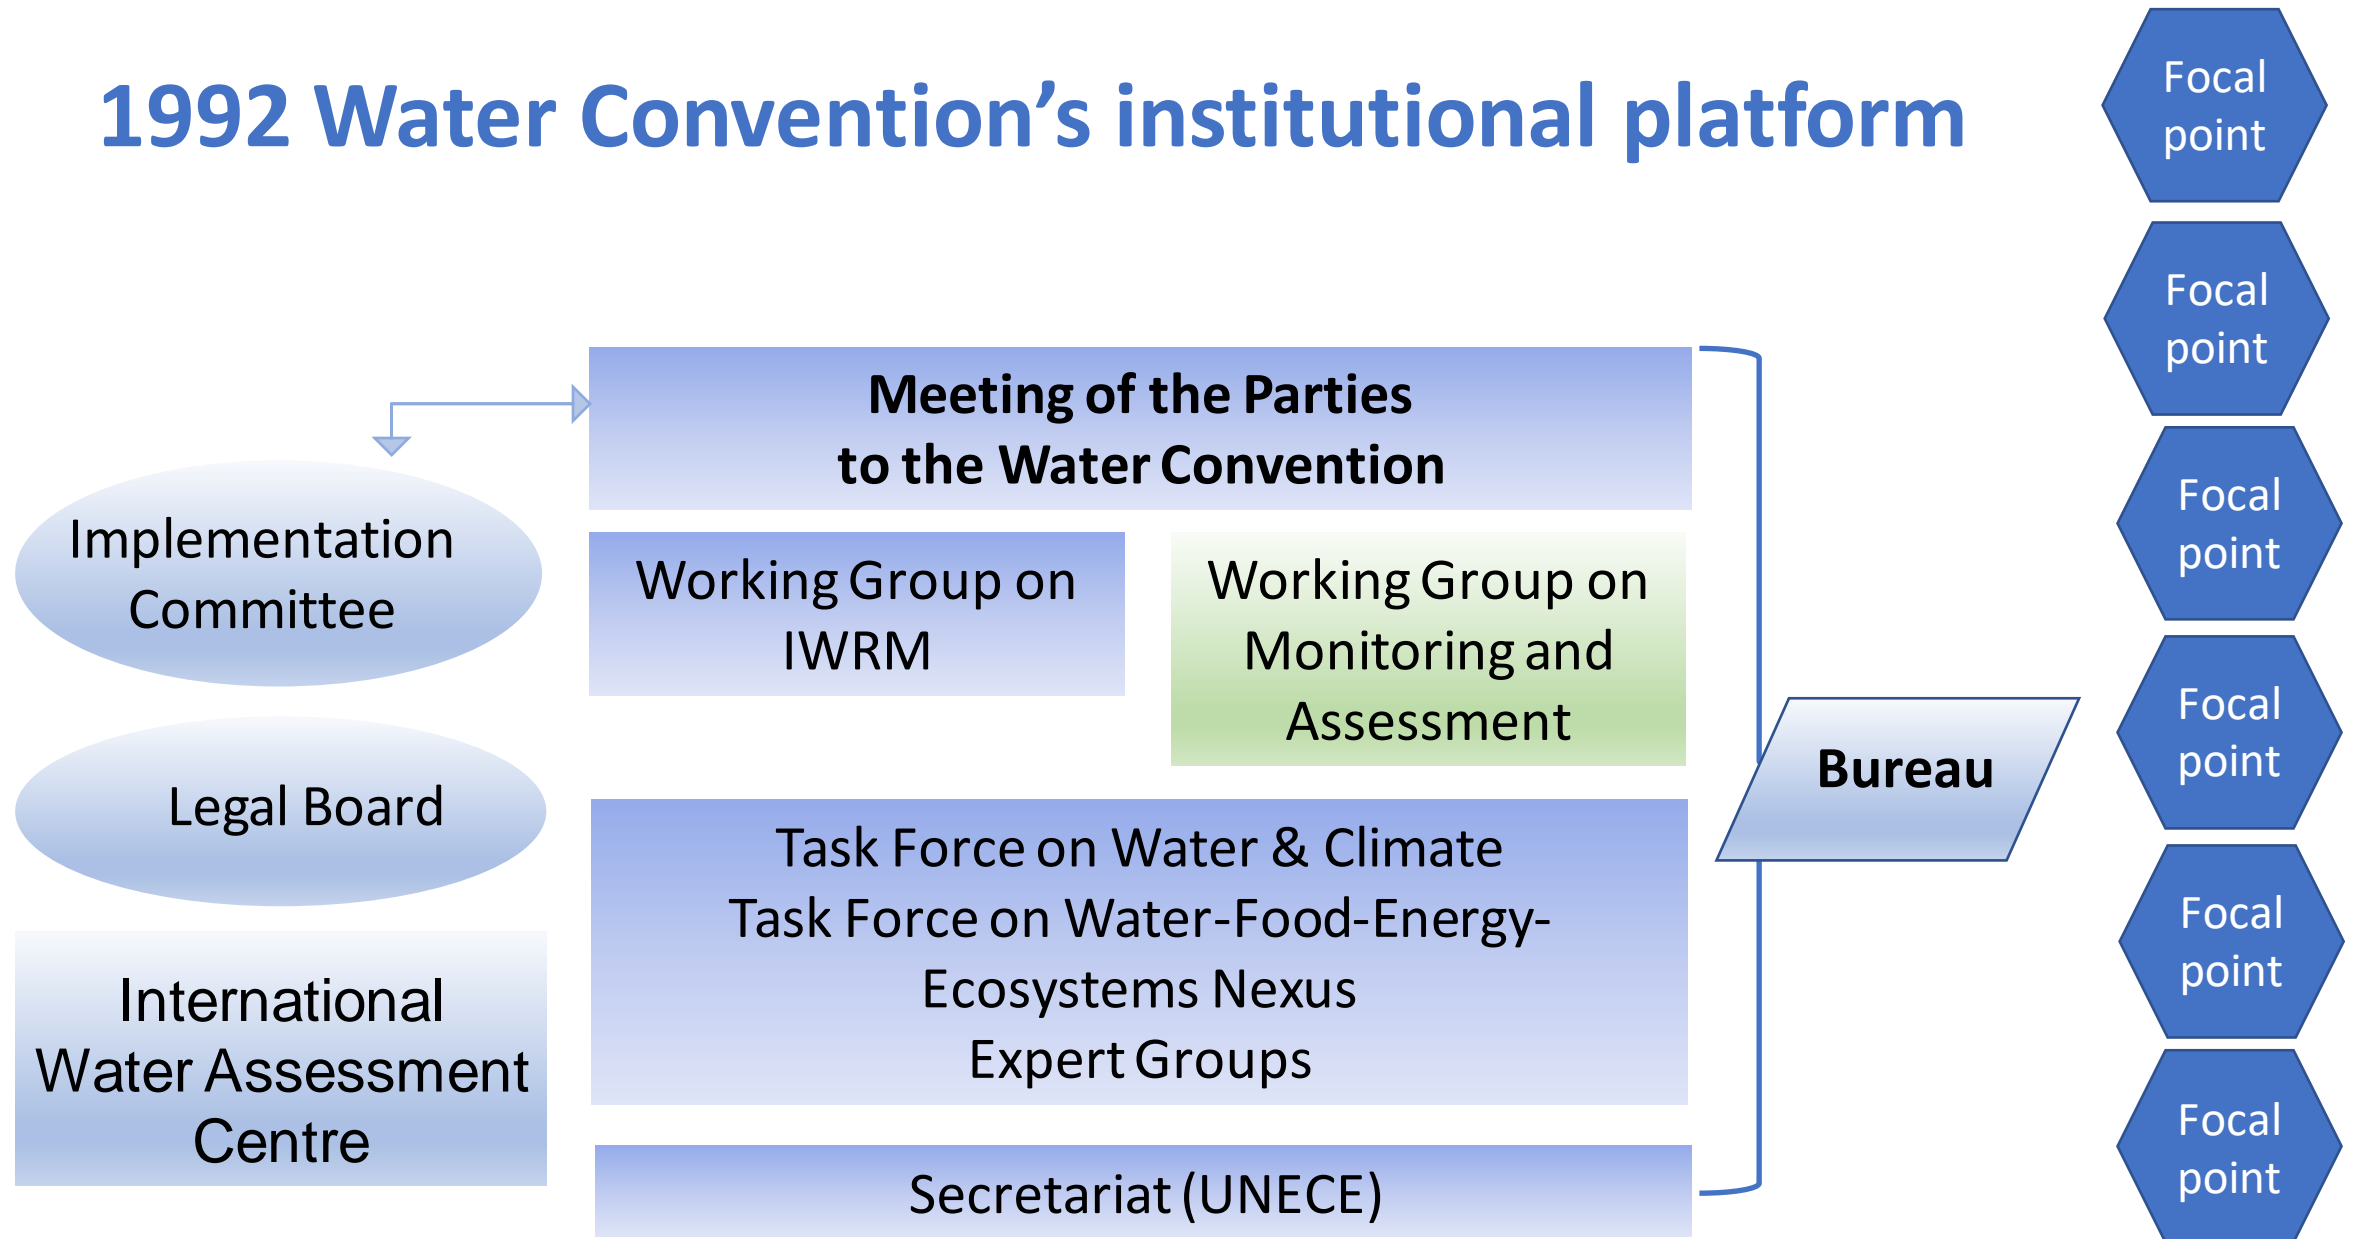 1992 Water Convention’s institutional platform
Meeting of the Parties
to the Water Convention
Implementation
Committee
Legal Board
International
Water Assessment
Centre
Working Group on
IWRM
Working Group on
Monitoring and
Assessment
Task Force on Water & Climate
Task Force on Water-Food-Energy-
Ecosystems Nexus
Expert Groups
Secretariat (UNECE)
Bureau
Focal
point
Focal
point
Focal
point
Focal
point
Focal
point
Focal
point